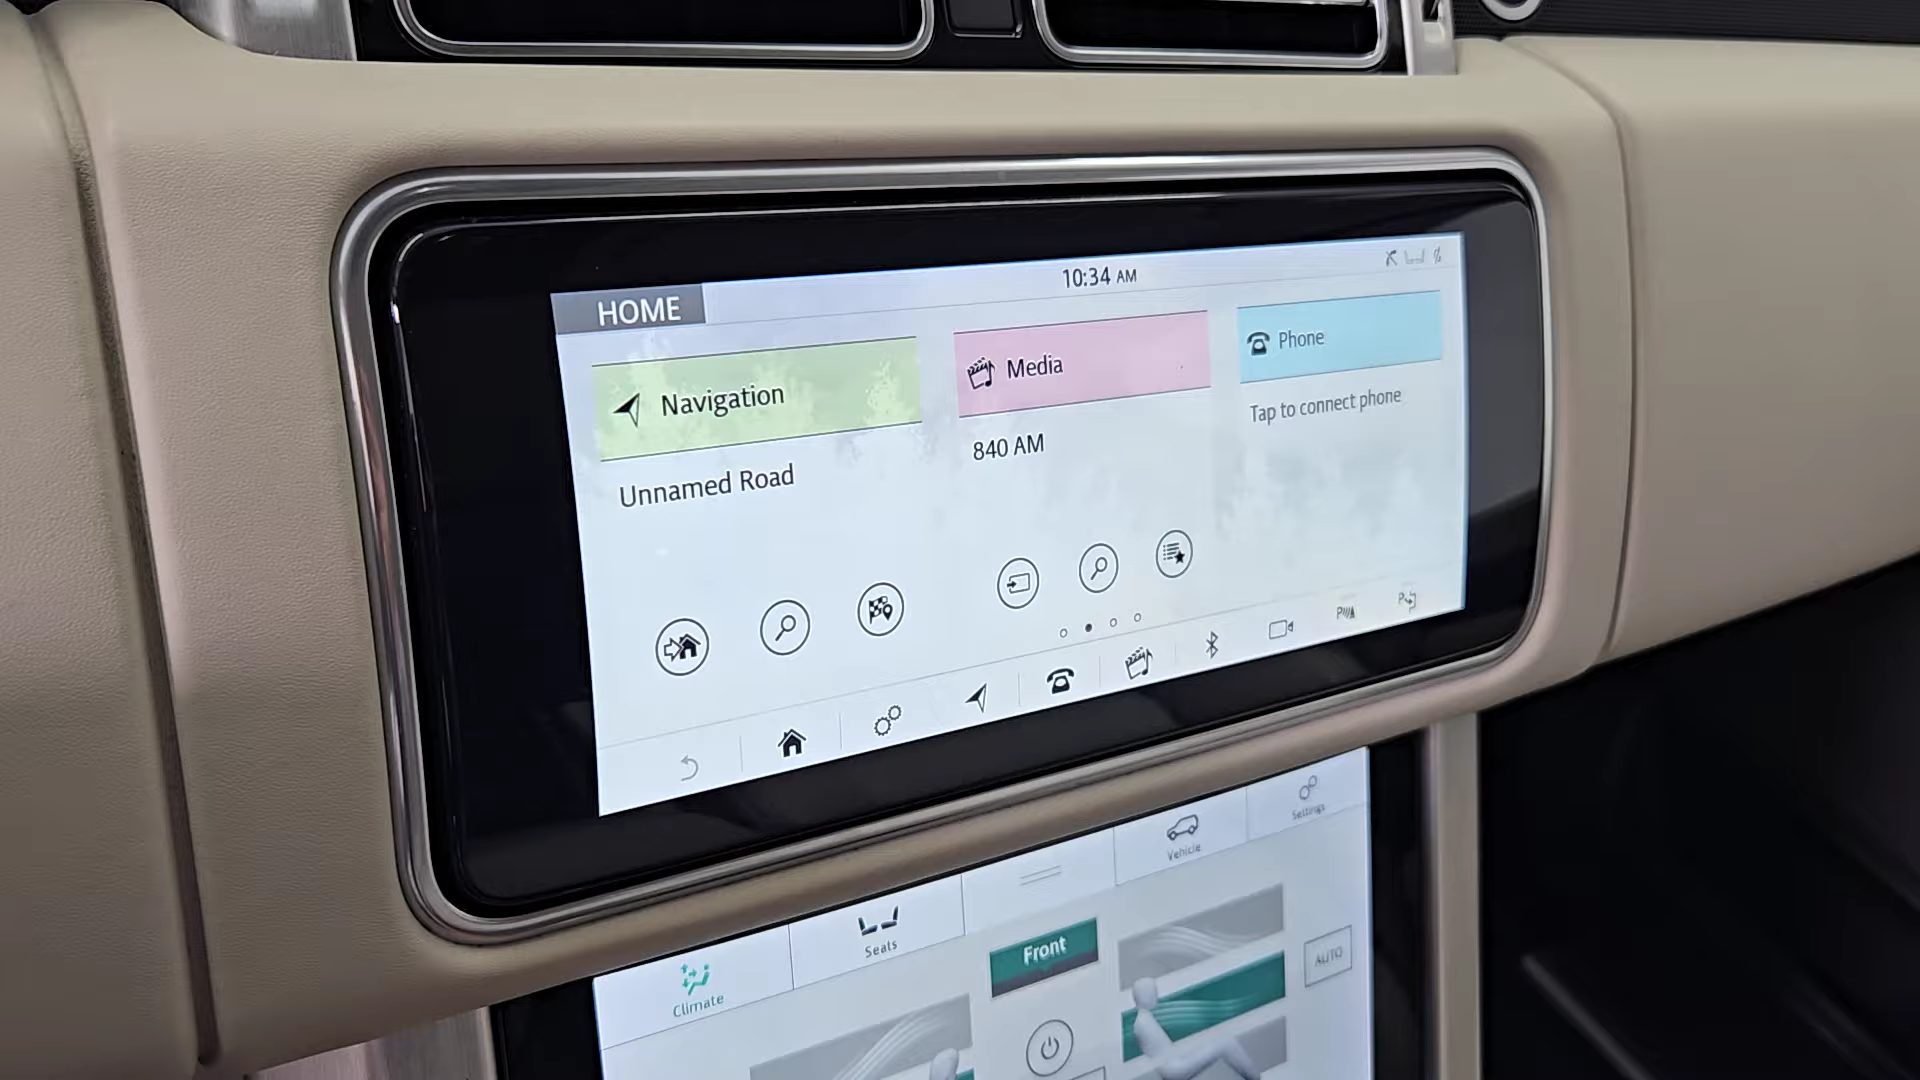 10:34 AM
HOME
Navigation
Media
Phone
Unnamed Road
840 AM
Tap to connect phone
Vehicle
Settings
Climate
Seats
Front
AUTO